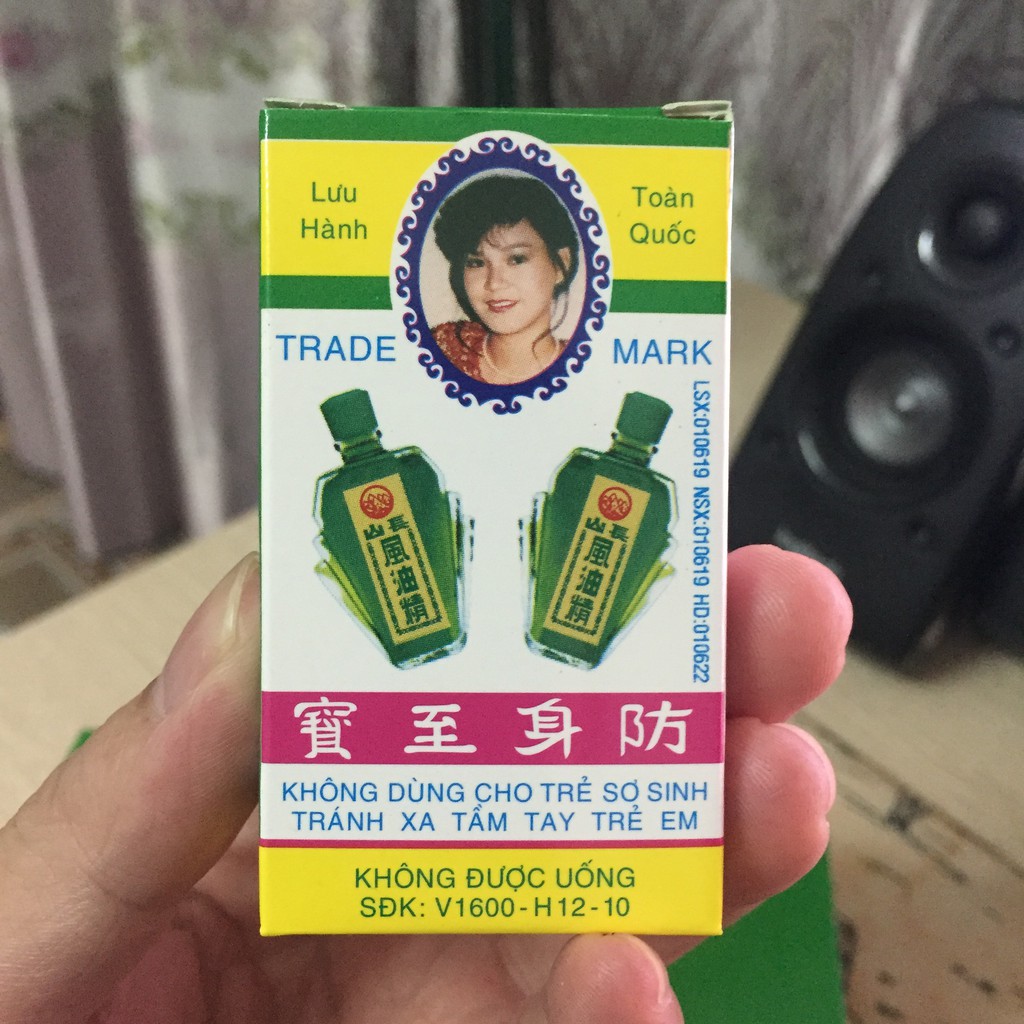 Lưu
Hành
Toàn
Quốc
TRADE MARK
LSX:010619 NSX:010619 HD:010622
長山
風油精
長山
風油精
寶至身防
KHÔNG DÙNG CHO TRẺ SƠ SINH
TRÁNH XA TẦM TAY TRẺ EM
KHÔNG ĐƯỢC UỐNG
SĐK: V1600-H12-10